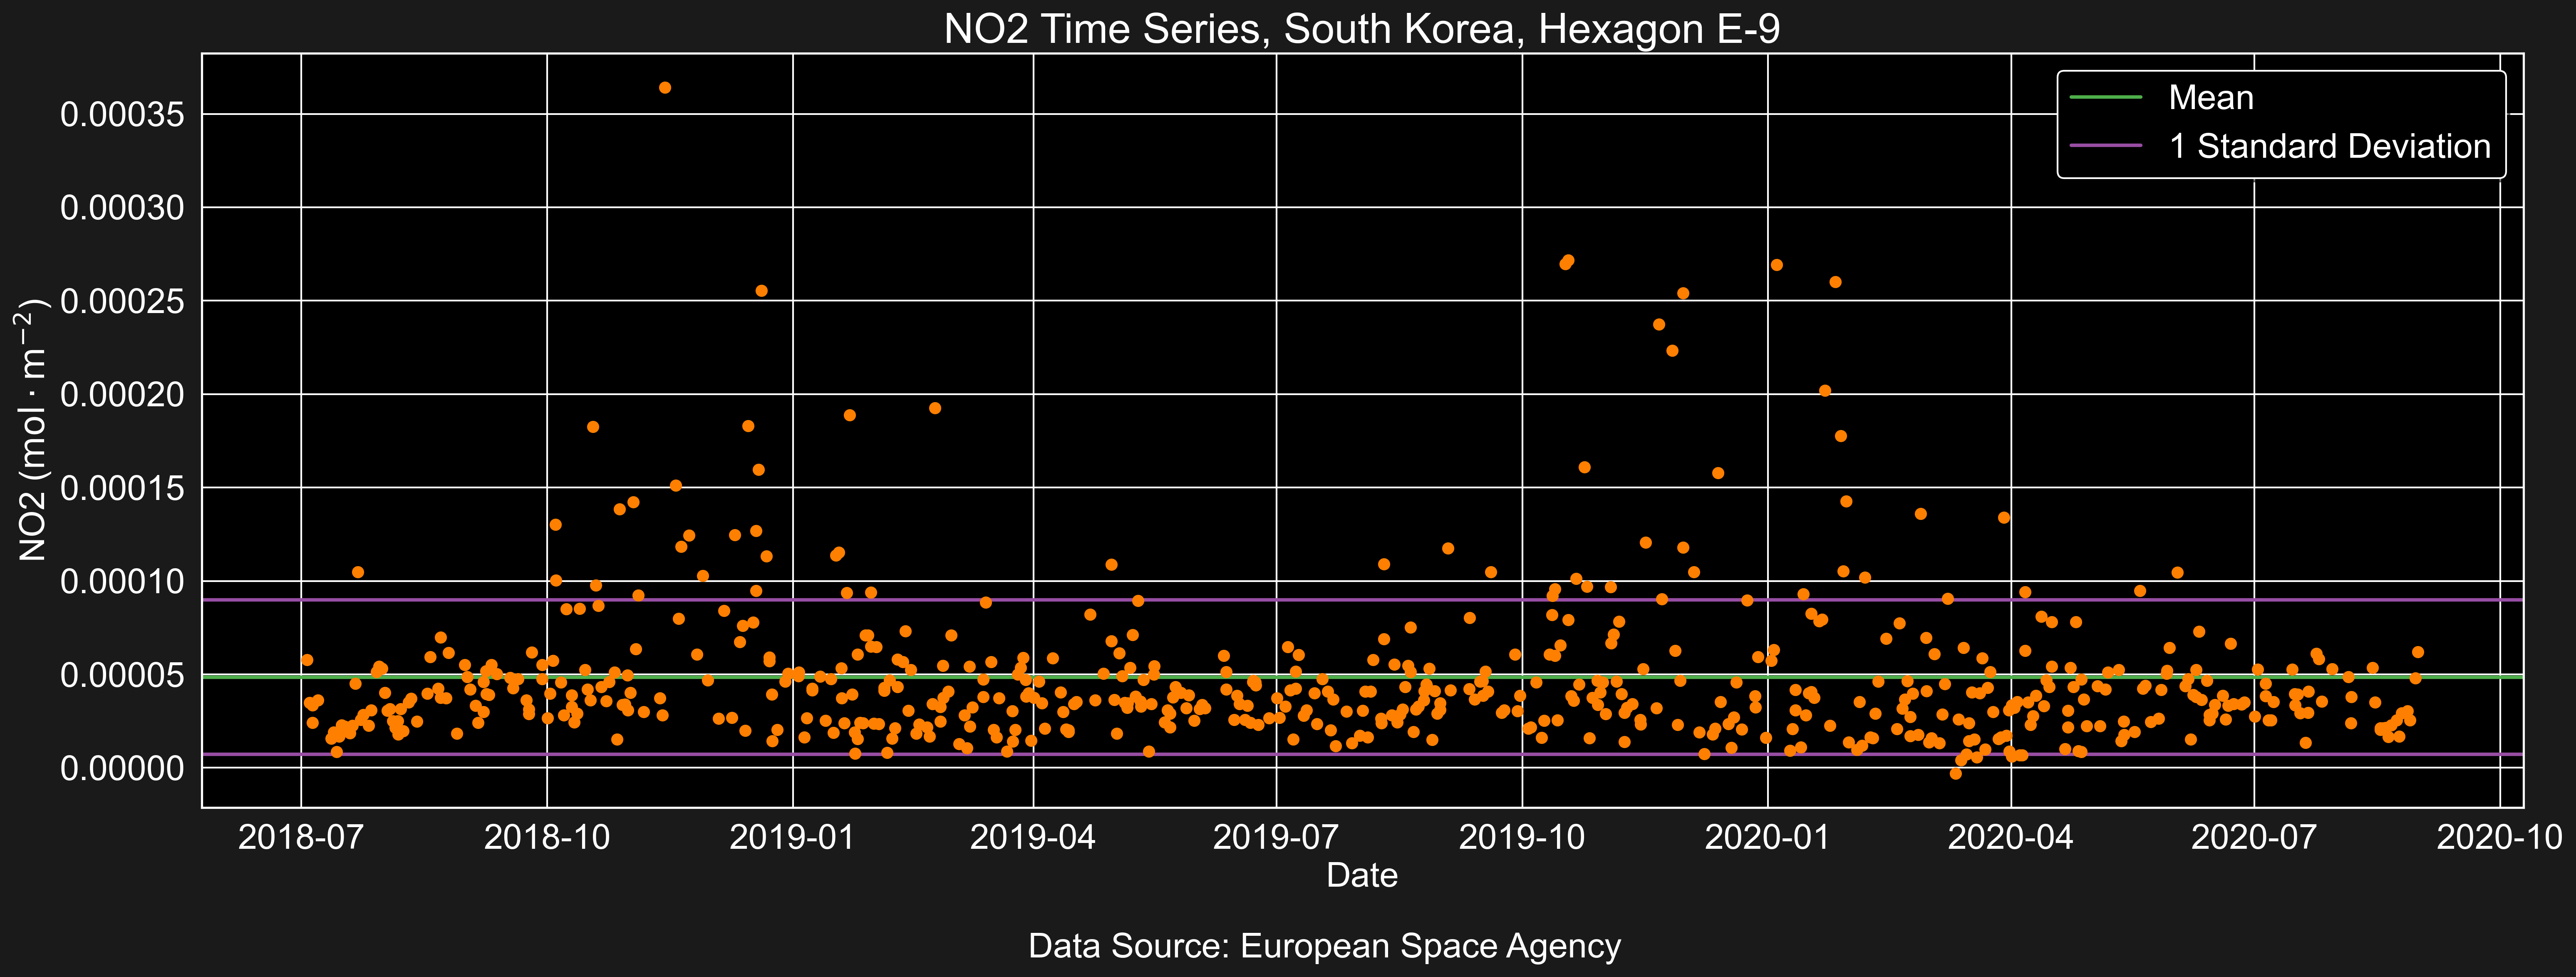 NO2 Time Series, South Korea, Hexagon E-9
Mean
1 Standard Deviation
NO2 (mol · m⁻²)
0.00035
0.00030
0.00025
0.00020
0.00015
0.00010
0.00005
0.00000
2018-07 2018-10 2019-01 2019-04 2019-07 2019-10 2020-01 2020-04 2020-07 2020-10
Date
Data Source: European Space Agency